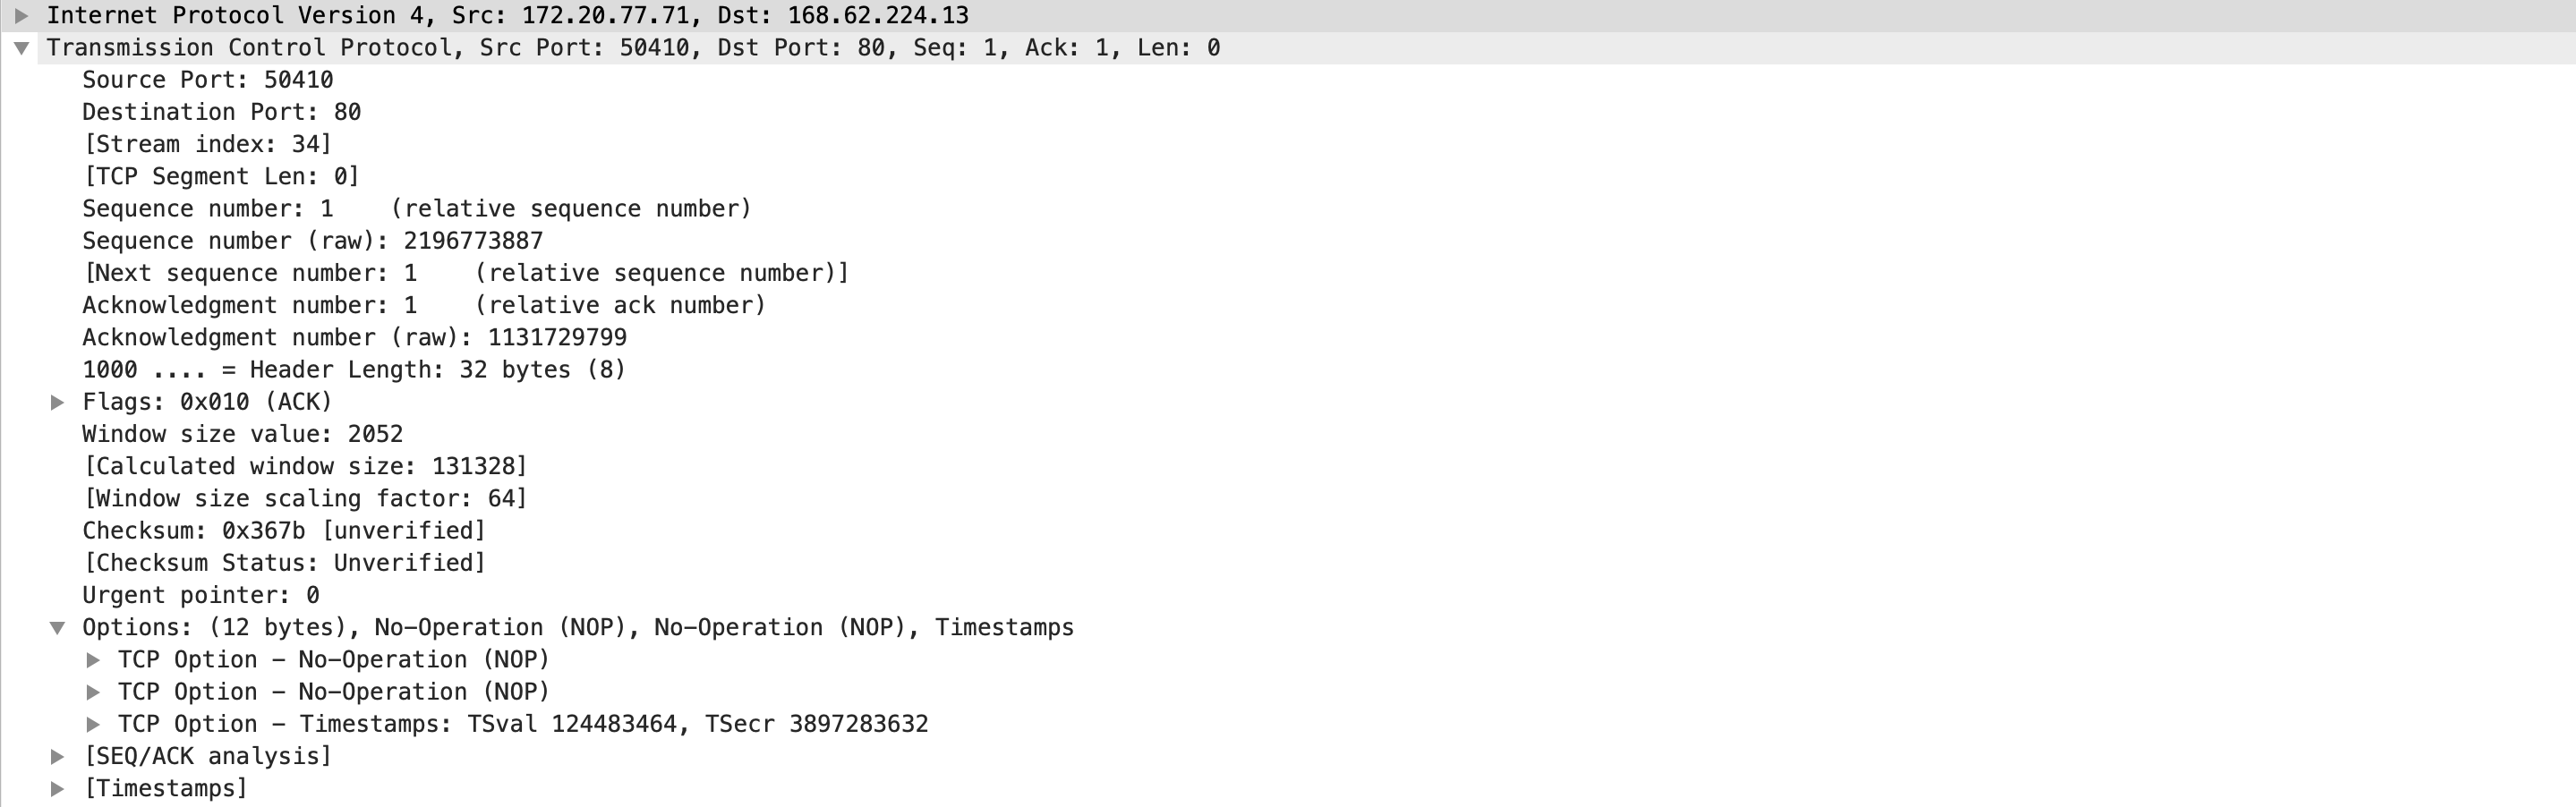 Internet Protocol Version 4, Src: 172.20.77.71, Dst: 168.62.224.13
Transmission Control Protocol, Src Port: 50410, Dst Port: 80, Seq: 1, Ack: 1, Len: 0
Source Port: 50410
Destination Port: 80
[Stream index: 34]
[TCP Segment Len: 0]
Sequence number: 1    (relative sequence number)
Sequence number (raw): 2196773887
[Next sequence number: 1    (relative sequence number)]
Acknowledgment number: 1    (relative ack number)
Acknowledgment number (raw): 1131729799
1000 .... = Header Length: 32 bytes (8)
Flags: 0x010 (ACK)
Window size value: 2052
[Calculated window size: 131328]
[Window size scaling factor: 64]
Checksum: 0x367b [unverified]
[Checksum Status: Unverified]
Urgent pointer: 0
Options: (12 bytes), No-Operation (NOP), No-Operation (NOP), Timestamps
TCP Option - No-Operation (NOP)
TCP Option - No-Operation (NOP)
TCP Option - Timestamps: TSval 124483464, TSecr 3897283632
[SEQ/ACK analysis]
[Timestamps]